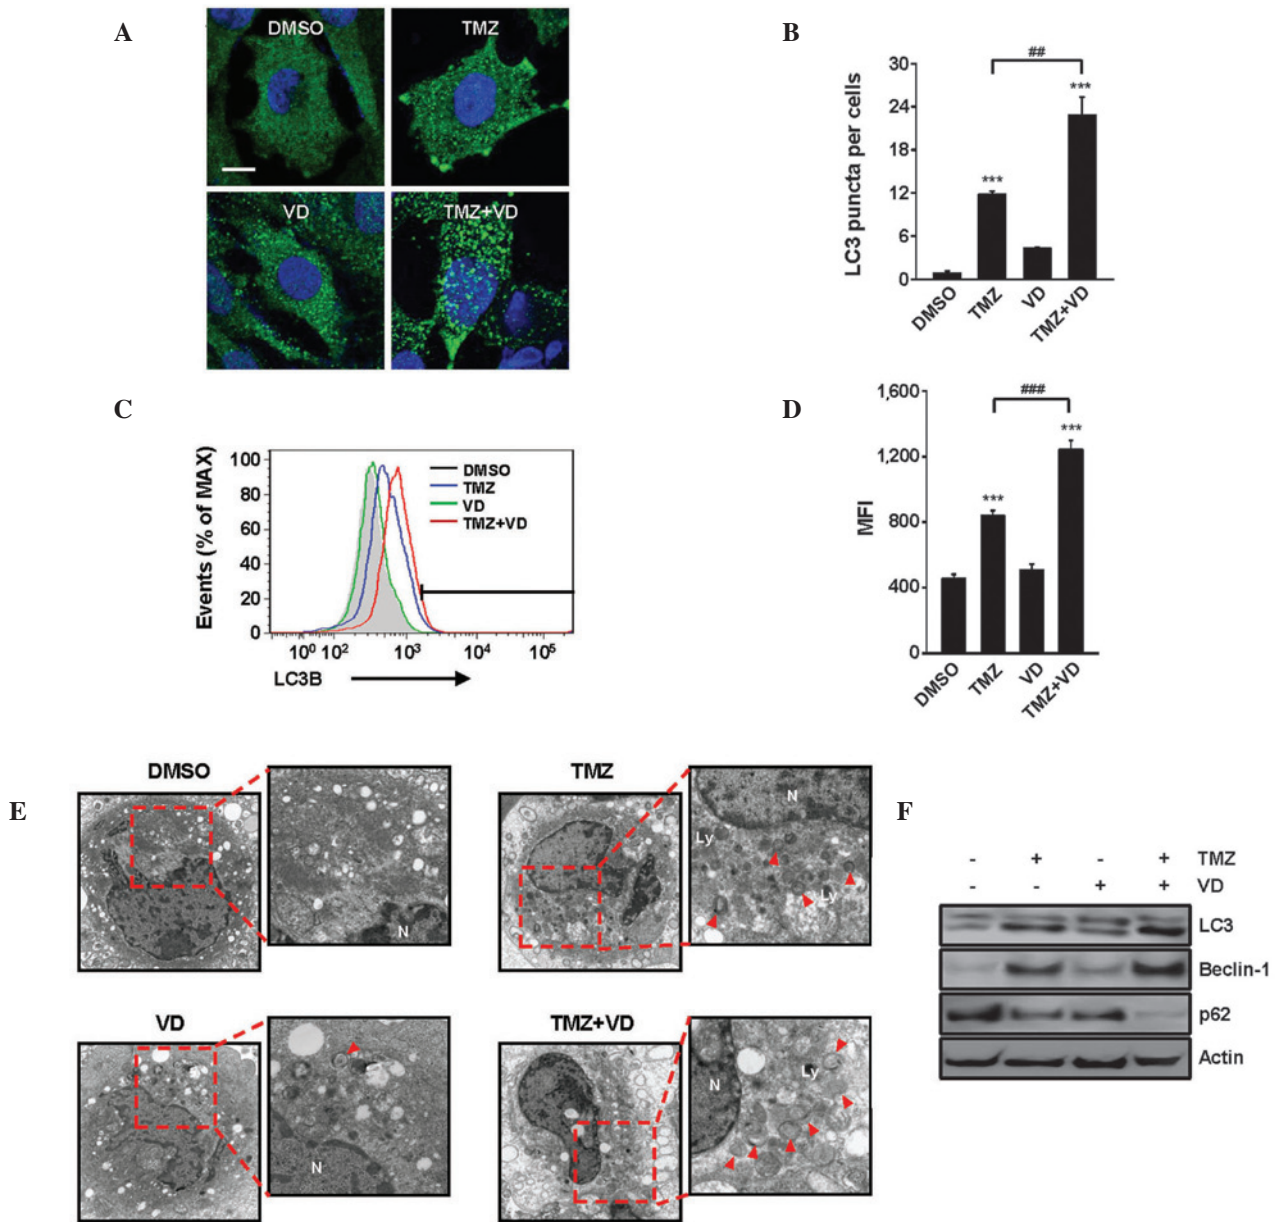 A
DMSO
TMZ
VD
TMZ+VD
B
LC3 puncta per cells
30
24
18
12
6
0
##
***
***
DMSO
TMZ
VD
TMZ+VD
C
Events (% of MAX)
100
80
60
40
20
0
DMSO
TMZ
VD
TMZ+VD
10⁰ 10² 10³ 10⁴ 10⁵
LC3B
D
MFI
1,600
1,200
800
400
0
###
***
***
DMSO
TMZ
VD
TMZ+VD
E
DMSO
N
TMZ
N
Ly
Ly
VD
N
TMZ+VD
N
Ly
F
- + - + TMZ
- - + + VD
LC3
Beclin-1
p62
Actin